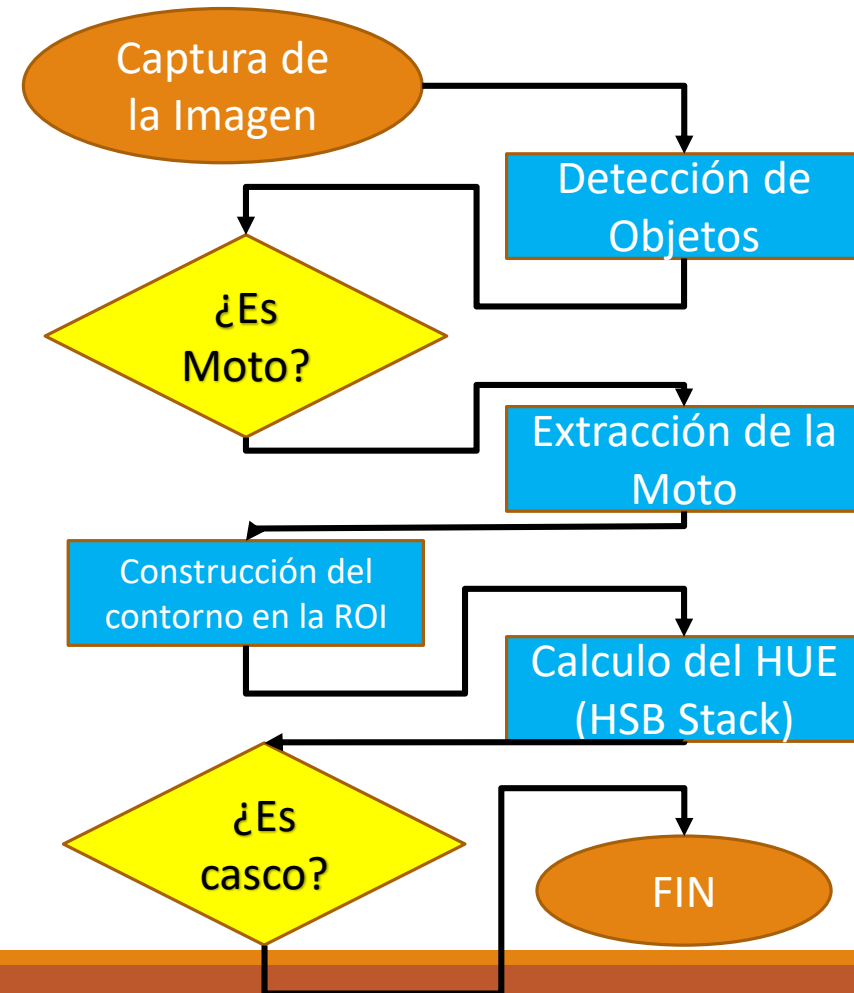 Captura de
la Imagen
Detección de
Objetos
¿Es
Moto?
Extracción de la
Moto
Construcción del
contorno en la ROI
Calculo del HUE
(HSB Stack)
¿Es
casco?
FIN